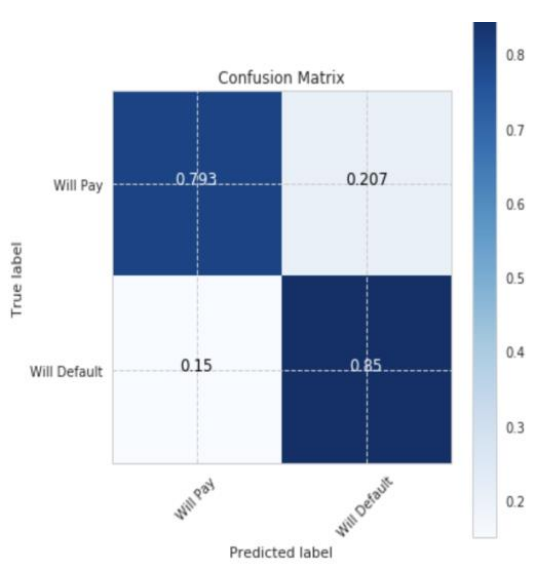 Confusion Matrix
0.8
0.7
0.6
0.5
0.4
0.3
0.2
True label
Will Pay
0.793
0.207
Will Default
0.15
0.85
Will Pay
Will Default
Predicted label